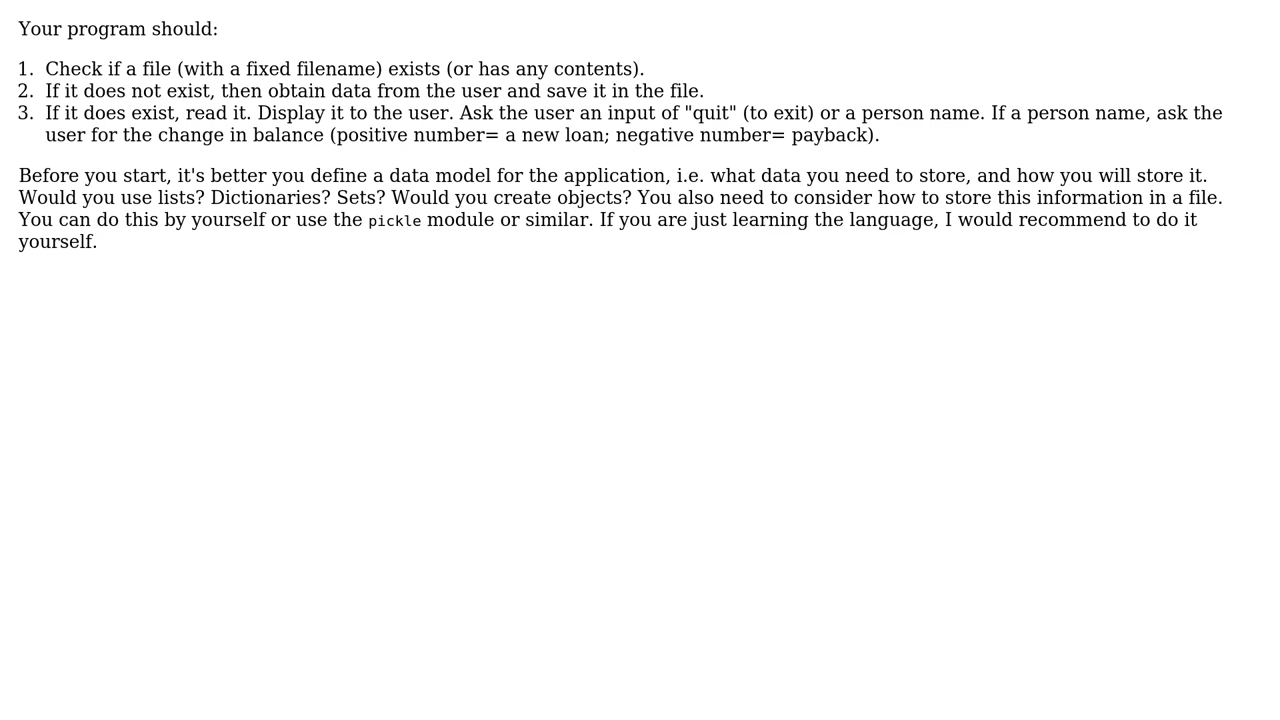 Your program should:
1. Check if a file (with a fixed filename) exists (or has any contents).
2. If it does not exist, then obtain data from the user and save it in the file.
3. If it does exist, read it. Display it to the user. Ask the user an input of "quit" (to exit) or a person name. If a person name, ask the
user for the change in balance (positive number= a new loan; negative number= payback).
Before you start, it's better you define a data model for the application, i.e. what data you need to store, and how you will store it.
Would you use lists? Dictionaries? Sets? Would you create objects? You also need to consider how to store this information in a file.
You can do this by yourself or use the pickle module or similar. If you are just learning the language, I would recommend to do it
yourself.